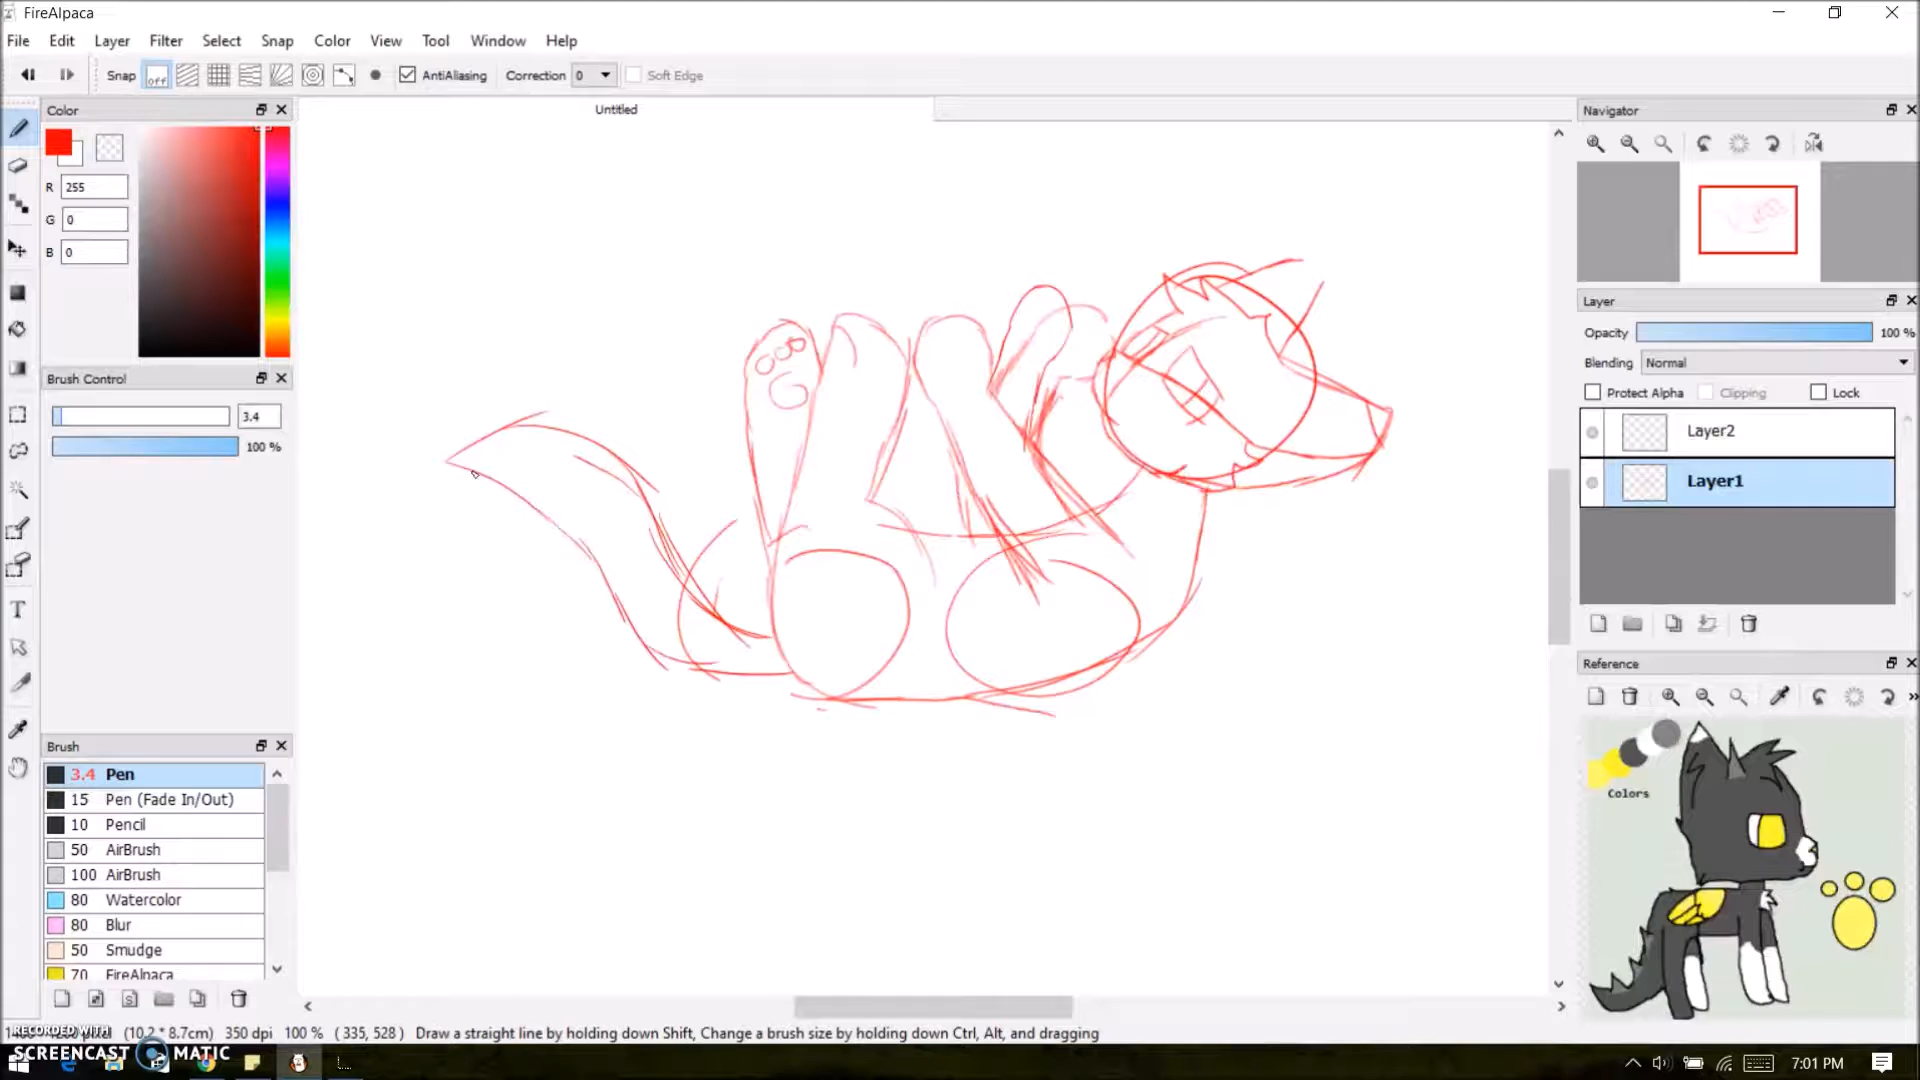 FireAlpaca
File Edit Layer Filter Select Snap Color View Tool Window Help
Snap off AntiAliasing Correction 0 Soft Edge
Color
Untitled
Navigator
R 255
G 0
B 0
Layer
Opacity 100 %
Blending Normal
Protect Alpha Clipping Lock
Brush Control
3.4
100 %
Layer2
Layer1
Reference
Colors
Brush
3.4 Pen
15 Pen (Fade In/Out)
10 Pencil
50 AirBrush
100 AirBrush
80 Watercolor
80 Blur
50 Smudge
70 FireAlpaca
(10.2 * 8.7cm) 350 dpi 100 % ( 335, 528 ) Draw a straight line by holding down Shift, Change a brush size by holding down Ctrl, Alt, and dragging
RECORDED WITH
SCREENCAST MATIC
7:01 PM